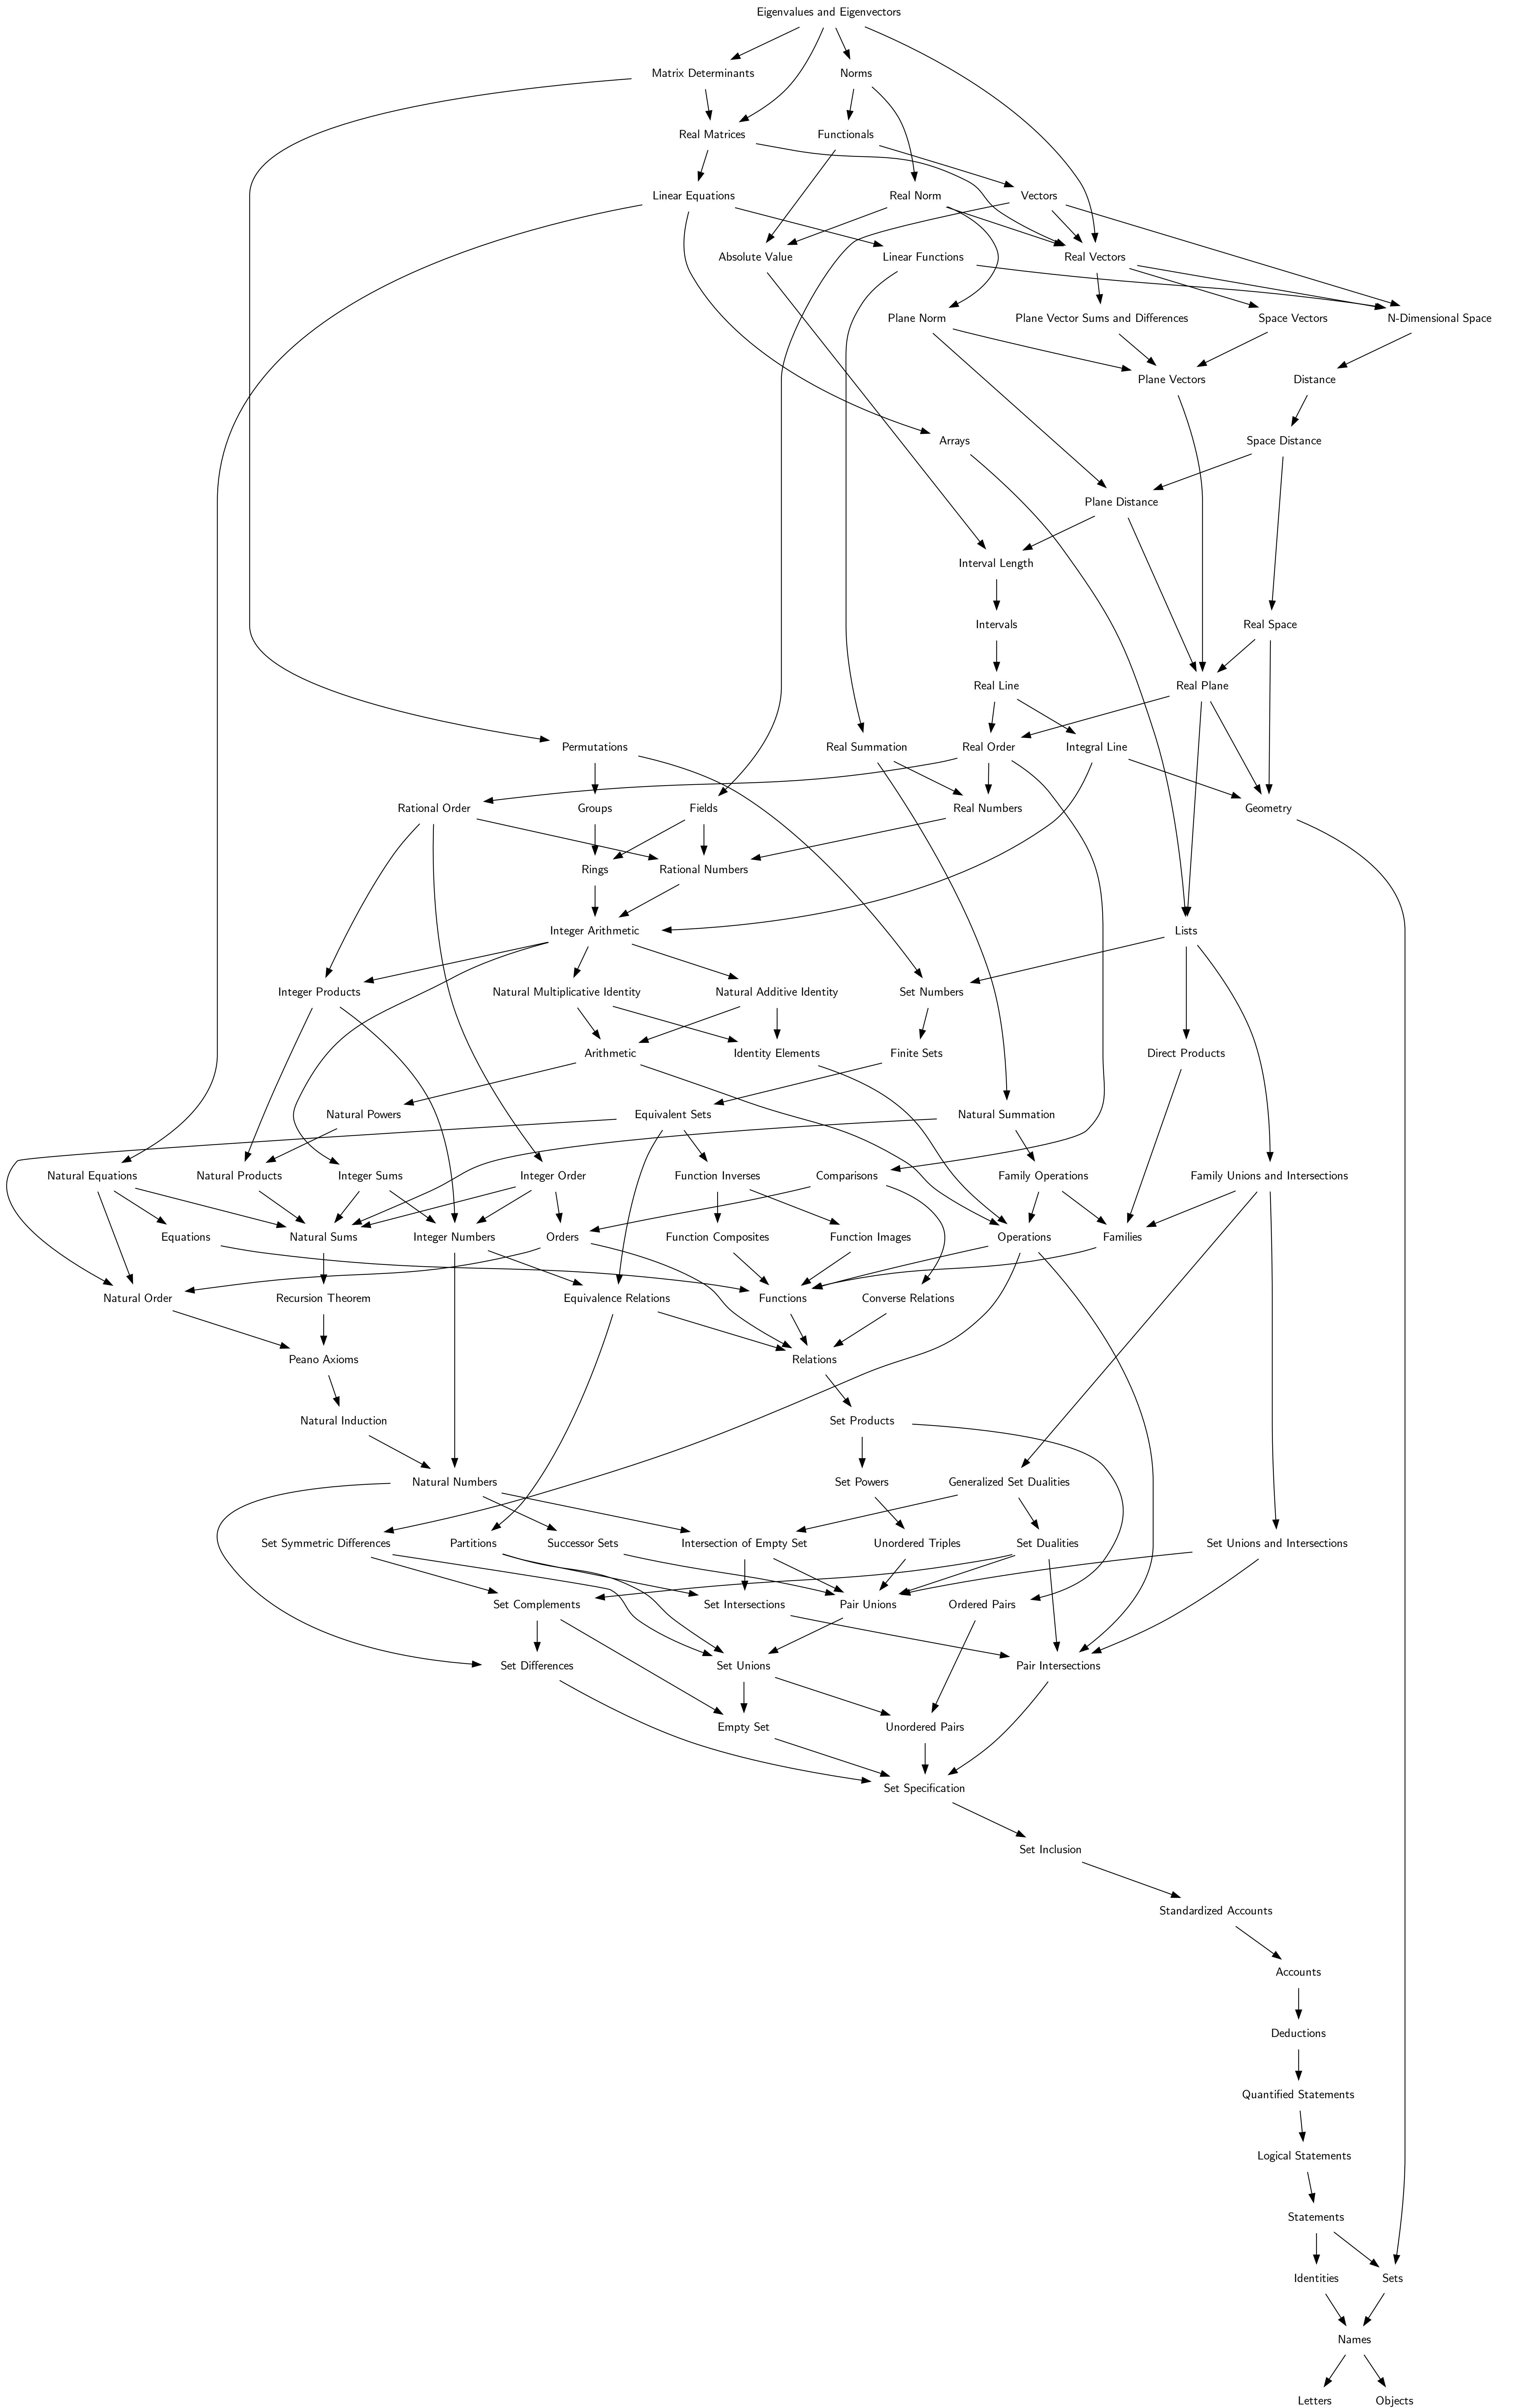 Eigenvalues and Eigenvectors
Matrix Determinants
Norms
Real Matrices
Functionals
Linear Equations
Real Norm
Vectors
Absolute Value
Linear Functions
Real Vectors
Plane Norm
Plane Vector Sums and Differences
Space Vectors
N-Dimensional Space
Plane Vectors
Distance
Arrays
Space Distance
Plane Distance
Interval Length
Intervals
Real Space
Real Line
Real Plane
Permutations
Real Summation
Real Order
Integral Line
Rational Order
Groups
Fields
Real Numbers
Geometry
Rings
Rational Numbers
Integer Arithmetic
Lists
Integer Products
Natural Multiplicative Identity
Natural Additive Identity
Set Numbers
Arithmetic
Identity Elements
Finite Sets
Direct Products
Natural Powers
Equivalent Sets
Natural Summation
Natural Equations
Natural Products
Integer Sums
Integer Order
Function Inverses
Comparisons
Family Operations
Family Unions and Intersections
Equations
Natural Sums
Integer Numbers
Orders
Function Composites
Function Images
Operations
Families
Natural Order
Recursion Theorem
Equivalence Relations
Functions
Converse Relations
Peano Axioms
Relations
Natural Induction
Set Products
Natural Numbers
Set Powers
Generalized Set Dualities
Set Symmetric Differences
Partitions
Successor Sets
Intersection of Empty Set
Unordered Triples
Set Dualities
Set Unions and Intersections
Set Complements
Set Intersections
Pair Unions
Ordered Pairs
Set Differences
Set Unions
Pair Intersections
Empty Set
Unordered Pairs
Set Specification
Set Inclusion
Standardized Accounts
Accounts
Deductions
Quantified Statements
Logical Statements
Statements
Identities
Sets
Names
Letters
Objects